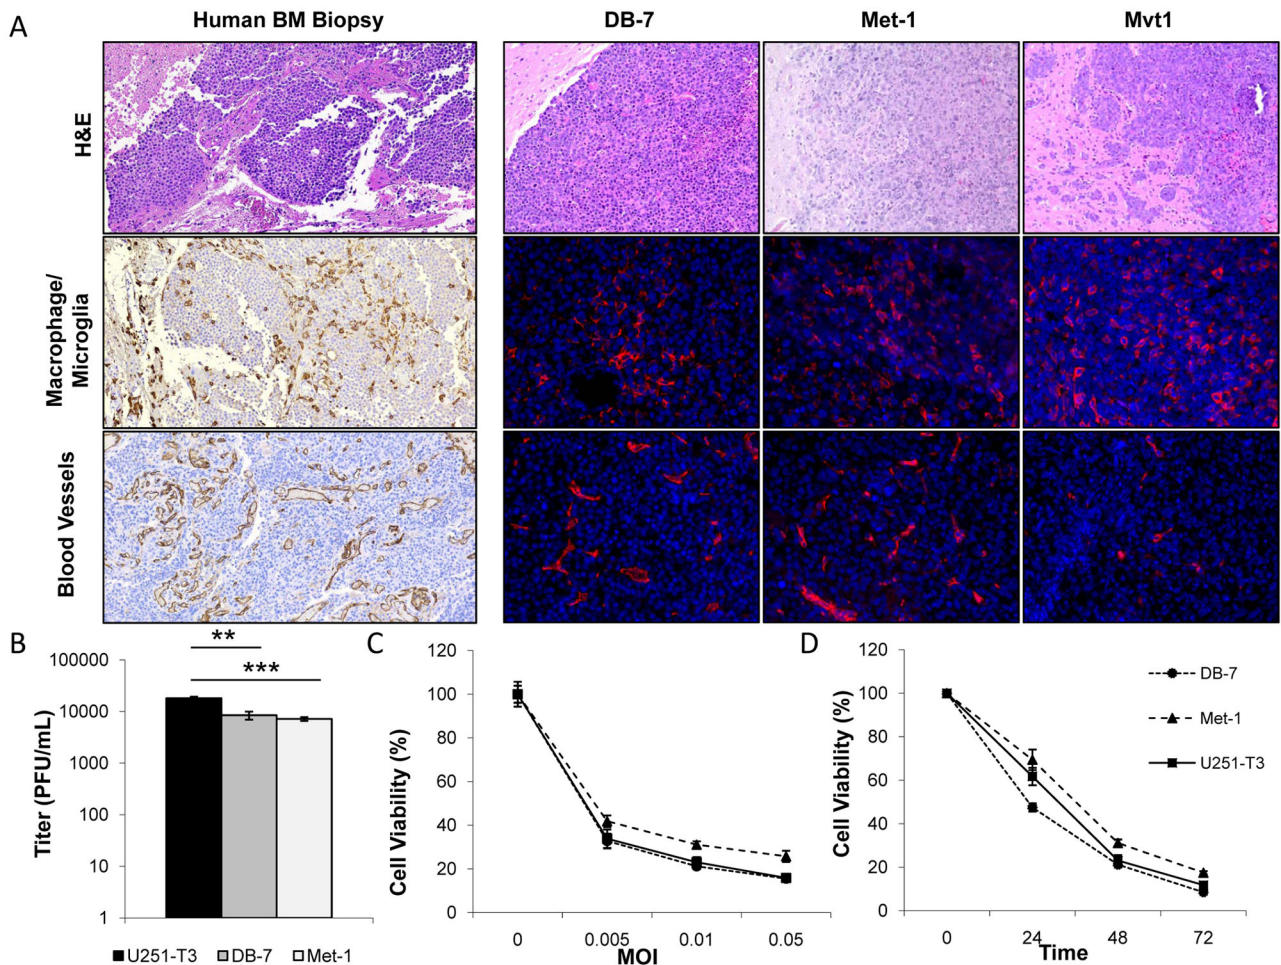 A
Human BM Biopsy
DB-7
Met-1
Mvt1
H&E
Macrophage/
Microglia
Blood Vessels
B
**
***
100000
10000
1000
100
10
1
Titer (PFU/mL)
U251-T3
DB-7
Met-1
C
120
100
80
60
40
20
0
Cell Viability (%)
0
0.005
0.01
0.05
MOI
D
120
100
80
60
40
20
0
Cell Viability (%)
0
24
48
72
Time
DB-7
Met-1
U251-T3